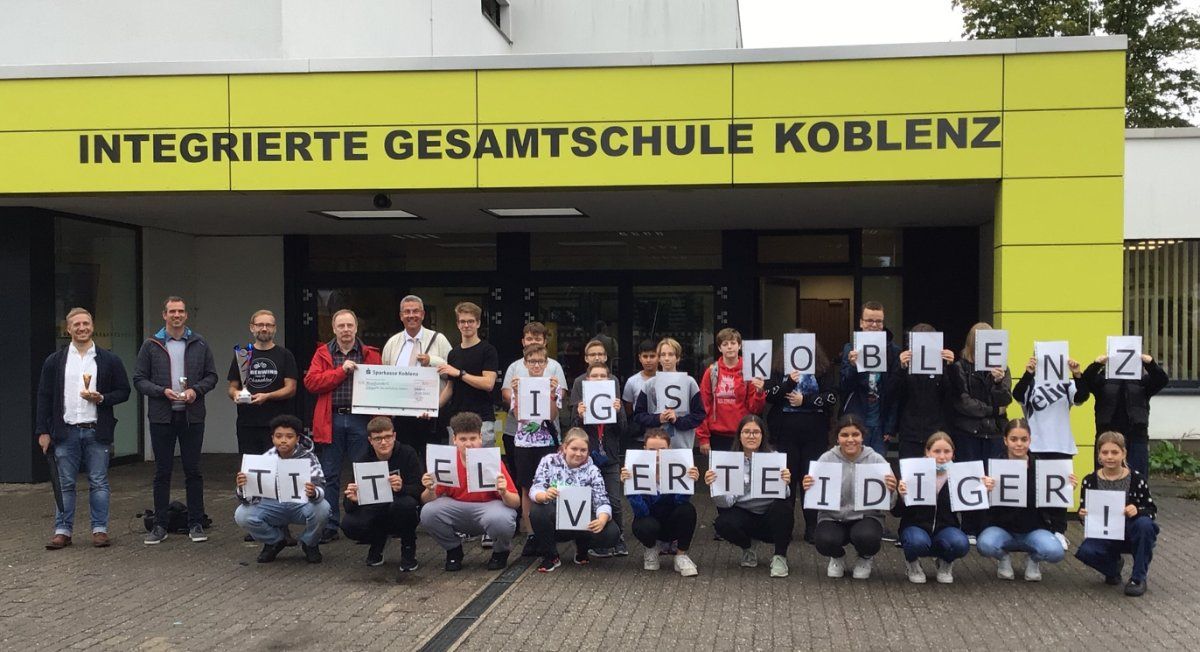 INTEGRIERTE GESAMTSCHULE KOBLENZ
Sparkasse Koblenz
IGS KOBLENZ
TITELVERTEIDIGER!